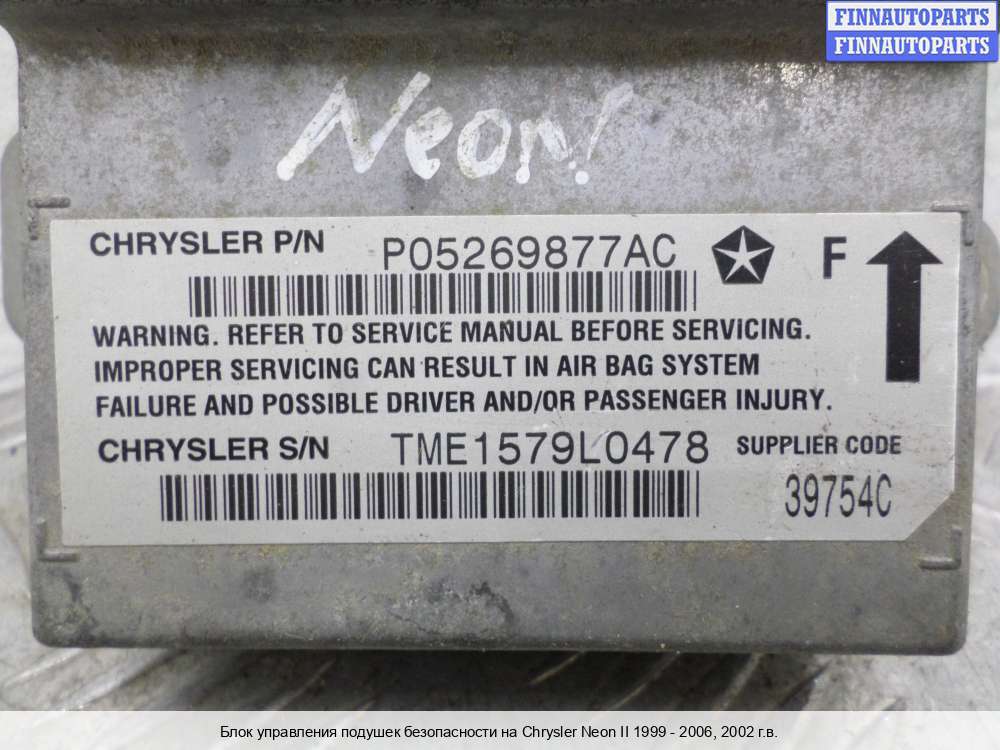 FINNAUTOPARTS
FINNAUTOPARTS
Neon!
CHRYSLER P/N P05269877AC F
WARNING. REFER TO SERVICE MANUAL BEFORE SERVICING.
IMPROPER SERVICING CAN RESULT IN AIR BAG SYSTEM
FAILURE AND POSSIBLE DRIVER AND/OR PASSENGER INJURY.
CHRYSLER S/N TME1579L0478 SUPPLIER CODE
39754C
Блок управления подушек безопасности на Chrysler Neon II 1999 - 2006, 2002 г.в.